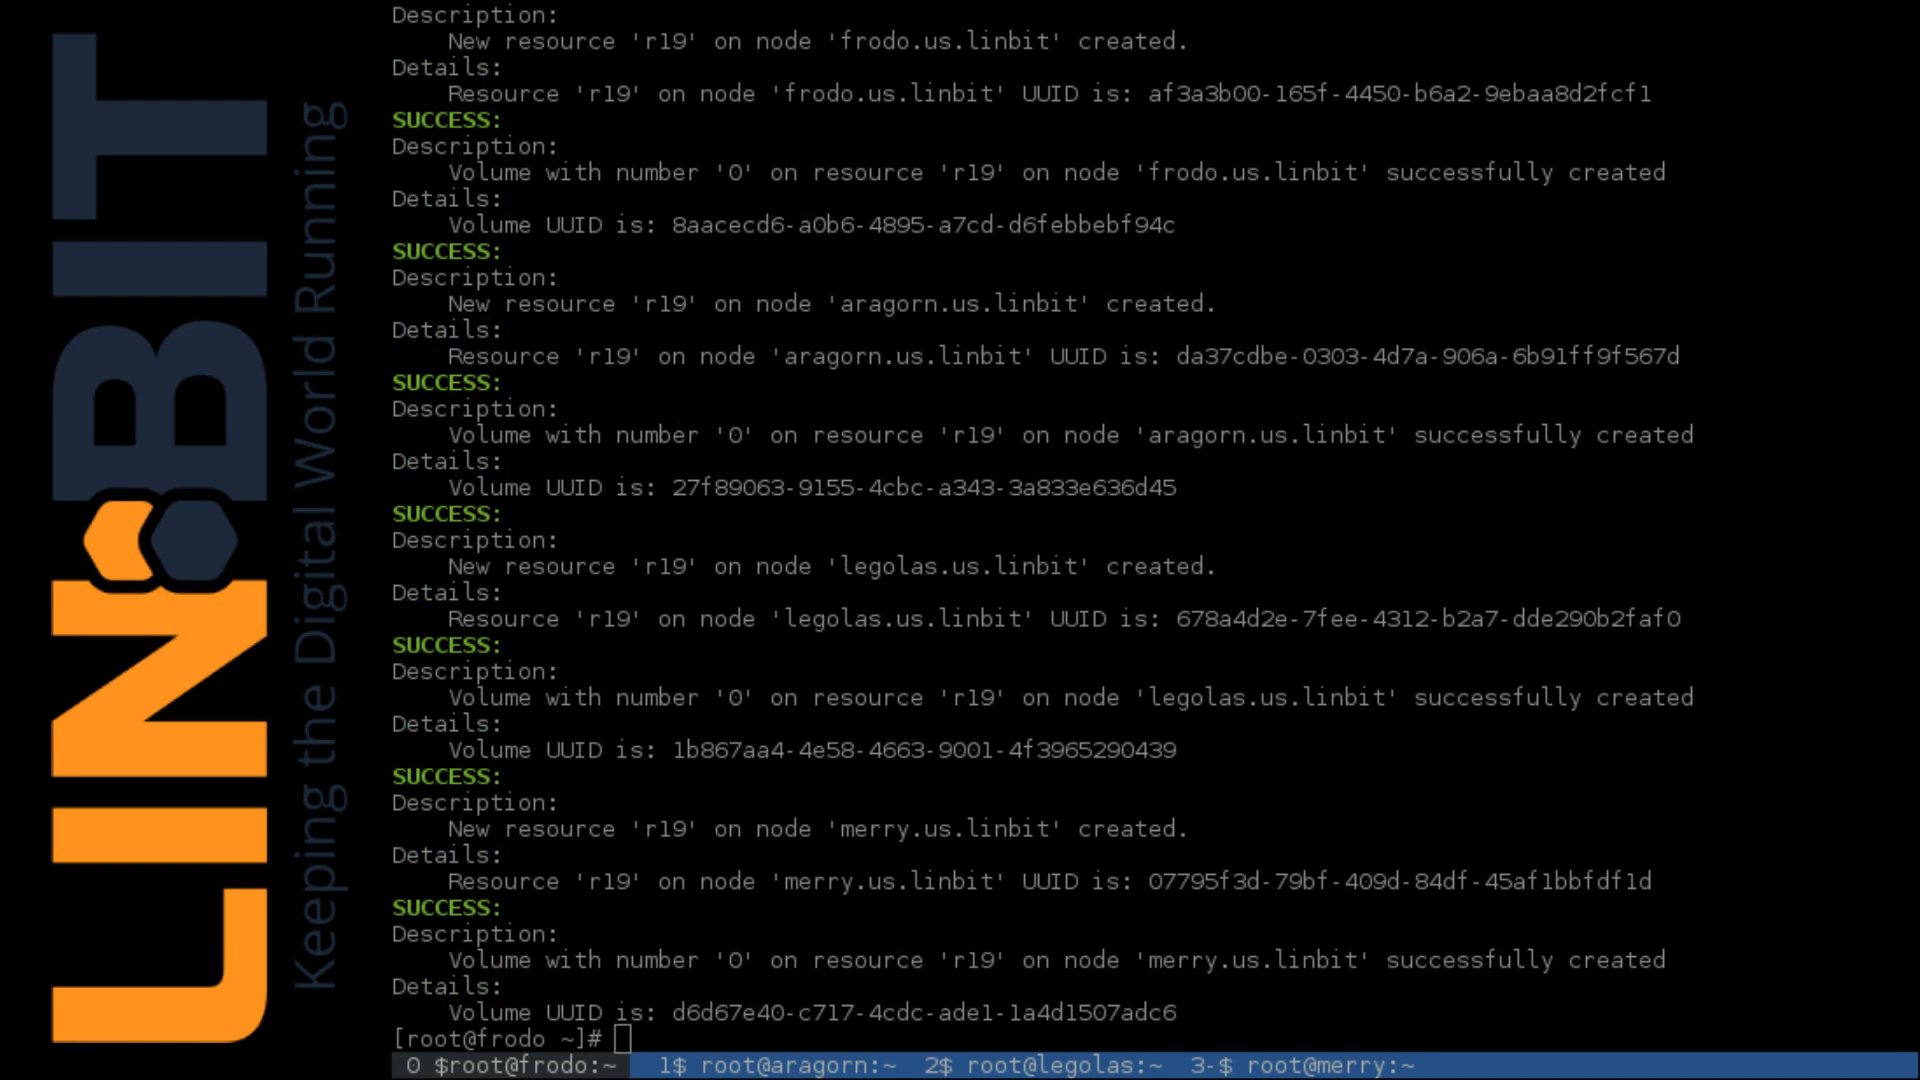 LINBIT
Keeping the Digital World Running
Description:
    New resource 'r19' on node 'frodo.us.linbit' created.
Details:
    Resource 'r19' on node 'frodo.us.linbit' UUID is: af3a3b00-165f-4450-b6a2-9ebaa8d2fcf1
SUCCESS:
Description:
    Volume with number '0' on resource 'r19' on node 'frodo.us.linbit' successfully created
Details:
    Volume UUID is: 8aacecd6-a0b6-4895-a7cd-d6febbebf94c
SUCCESS:
Description:
    New resource 'r19' on node 'aragorn.us.linbit' created.
Details:
    Resource 'r19' on node 'aragorn.us.linbit' UUID is: da37cdbe-0303-4d7a-906a-6b91ff9f567d
SUCCESS:
Description:
    Volume with number '0' on resource 'r19' on node 'aragorn.us.linbit' successfully created
Details:
    Volume UUID is: 27f89063-9155-4cbc-a343-3a833e636d45
SUCCESS:
Description:
    New resource 'r19' on node 'legolas.us.linbit' created.
Details:
    Resource 'r19' on node 'legolas.us.linbit' UUID is: 678a4d2e-7fee-4312-b2a7-dde290b2faf0
SUCCESS:
Description:
    Volume with number '0' on resource 'r19' on node 'legolas.us.linbit' successfully created
Details:
    Volume UUID is: 1b867aa4-4e58-4663-9001-4f3965290439
SUCCESS:
Description:
    New resource 'r19' on node 'merry.us.linbit' created.
Details:
    Resource 'r19' on node 'merry.us.linbit' UUID is: 07795f3d-79bf-409d-84df-45af1bbfdf1d
SUCCESS:
Description:
    Volume with number '0' on resource 'r19' on node 'merry.us.linbit' successfully created
Details:
    Volume UUID is: d6d67e40-c717-4cdc-ade1-1a4d1507adc6
[root@frodo ~]#
0 $root@frodo:~  1$ root@aragorn:~  2$ root@legolas:~  3-$ root@merry:~